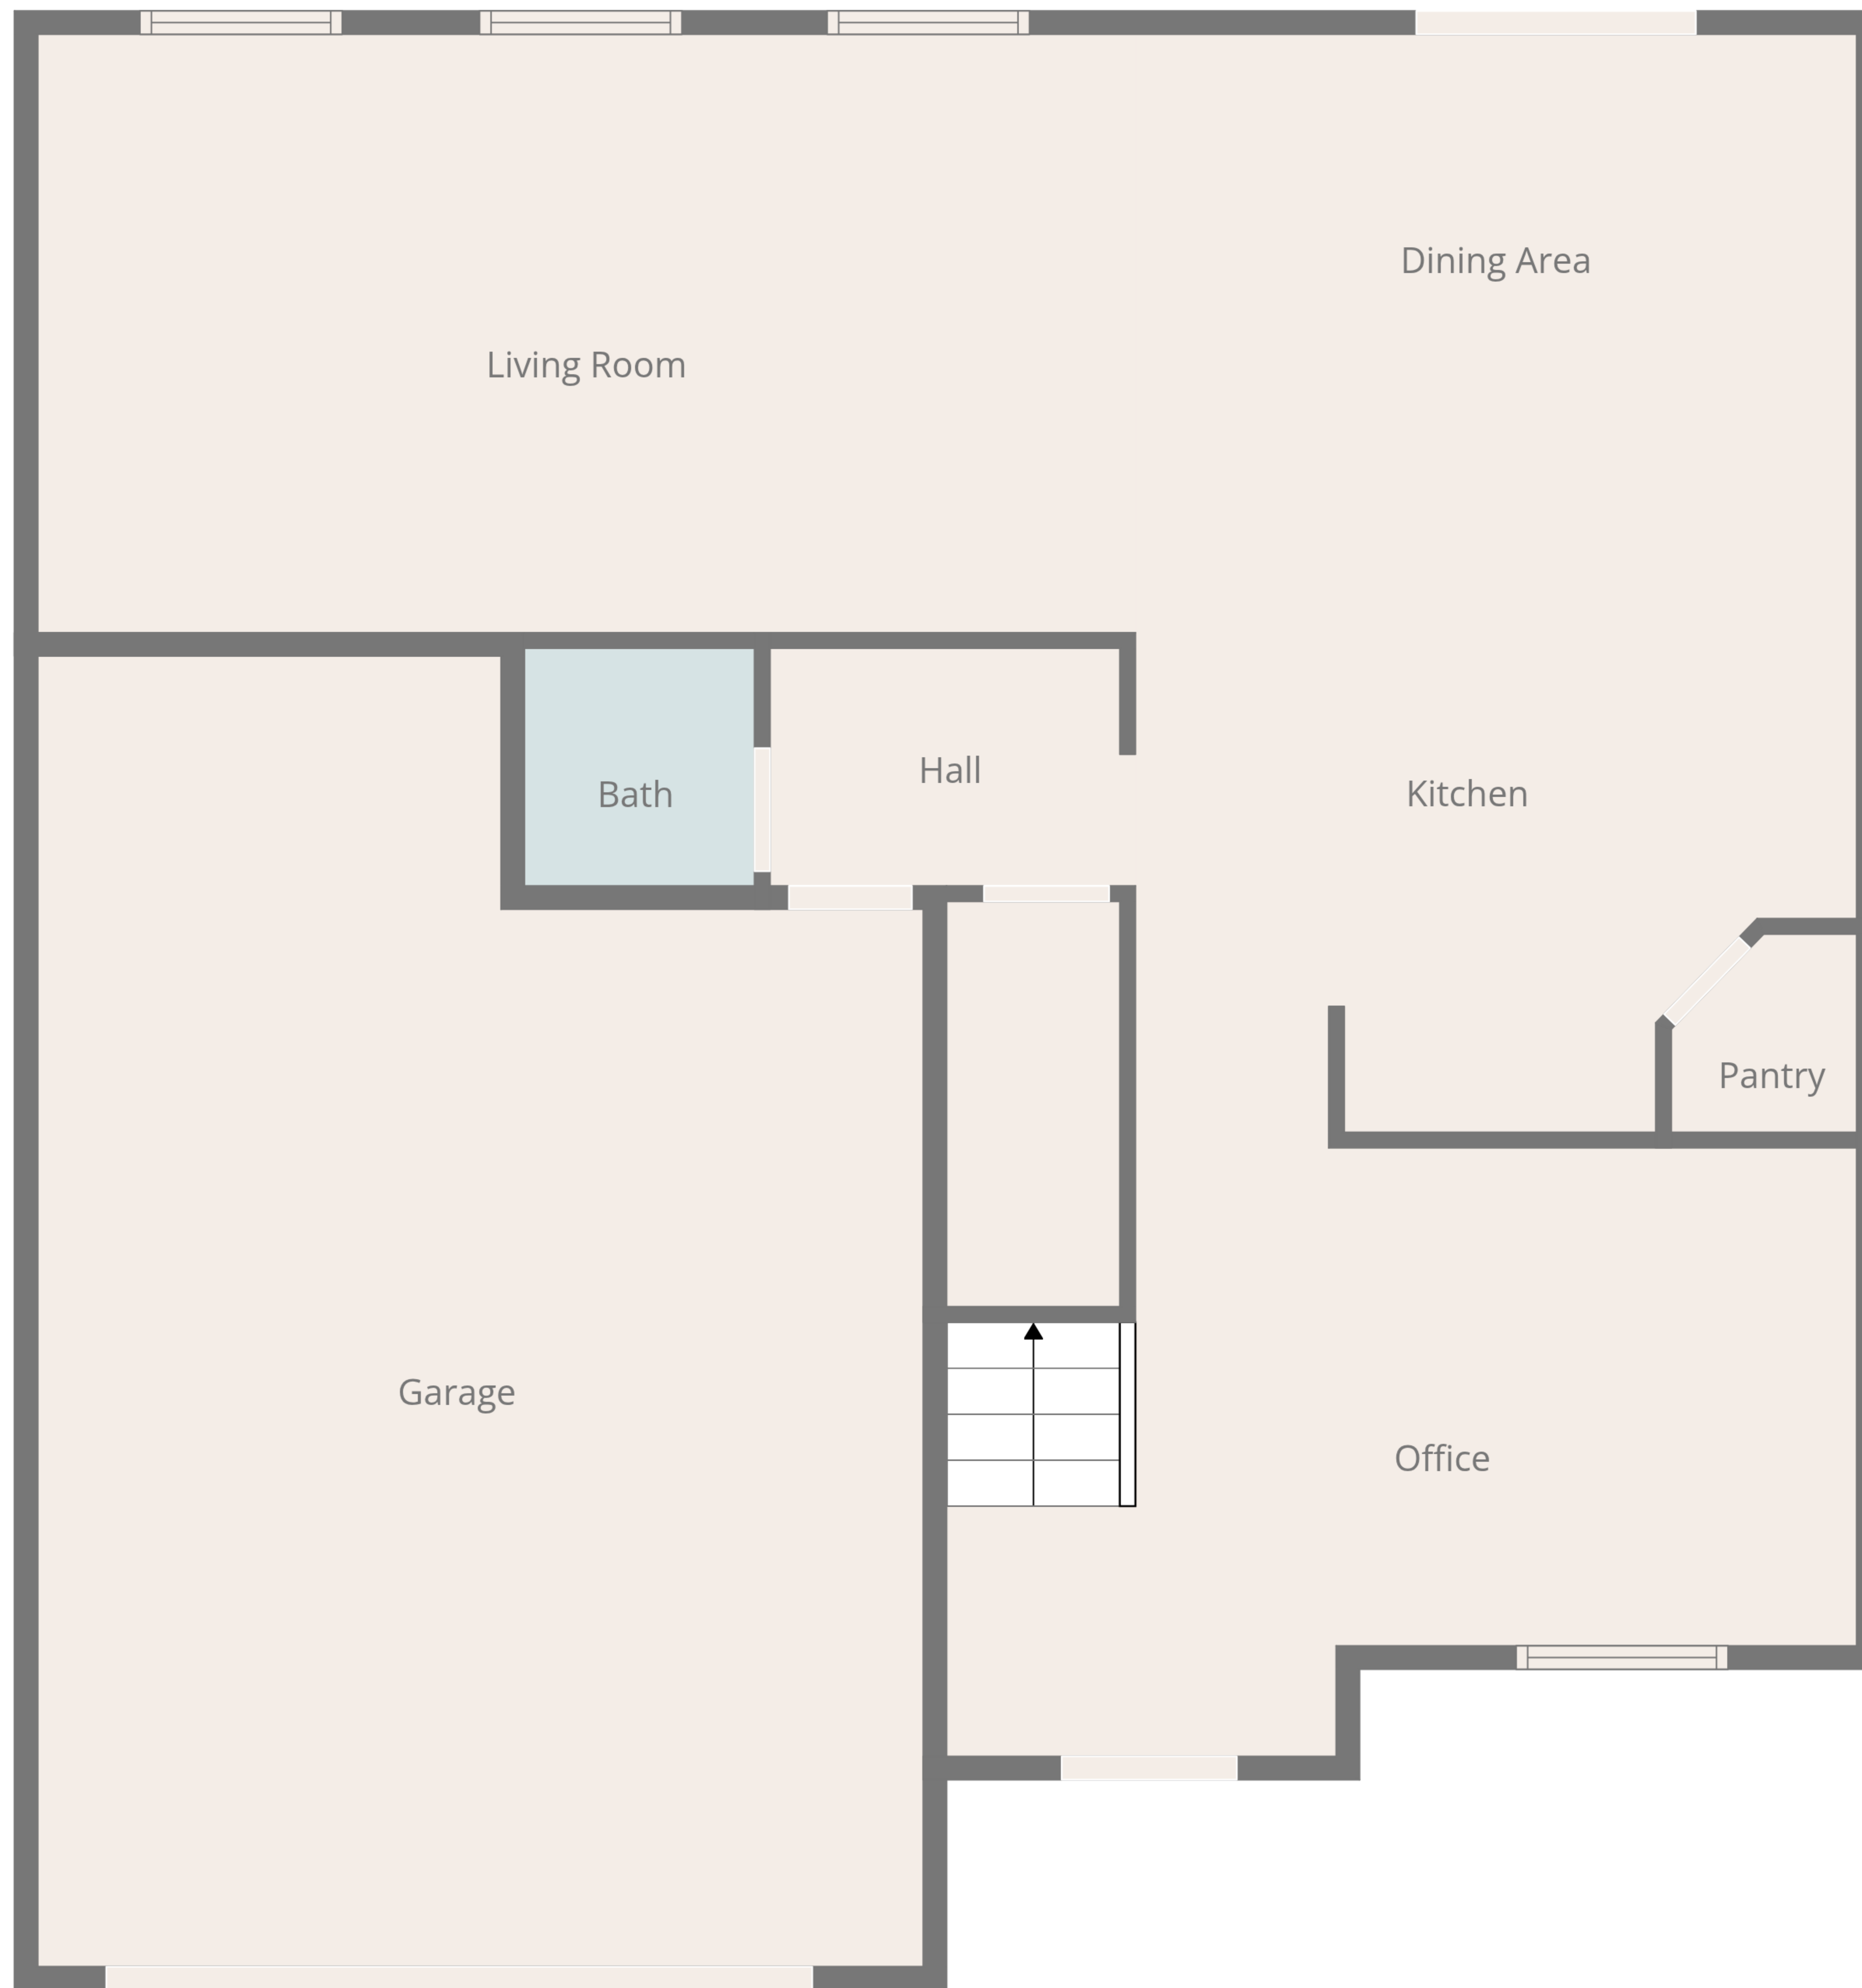 Dining Area
Living Room
Hall
Bath
Kitchen
Pantry
Garage
Office